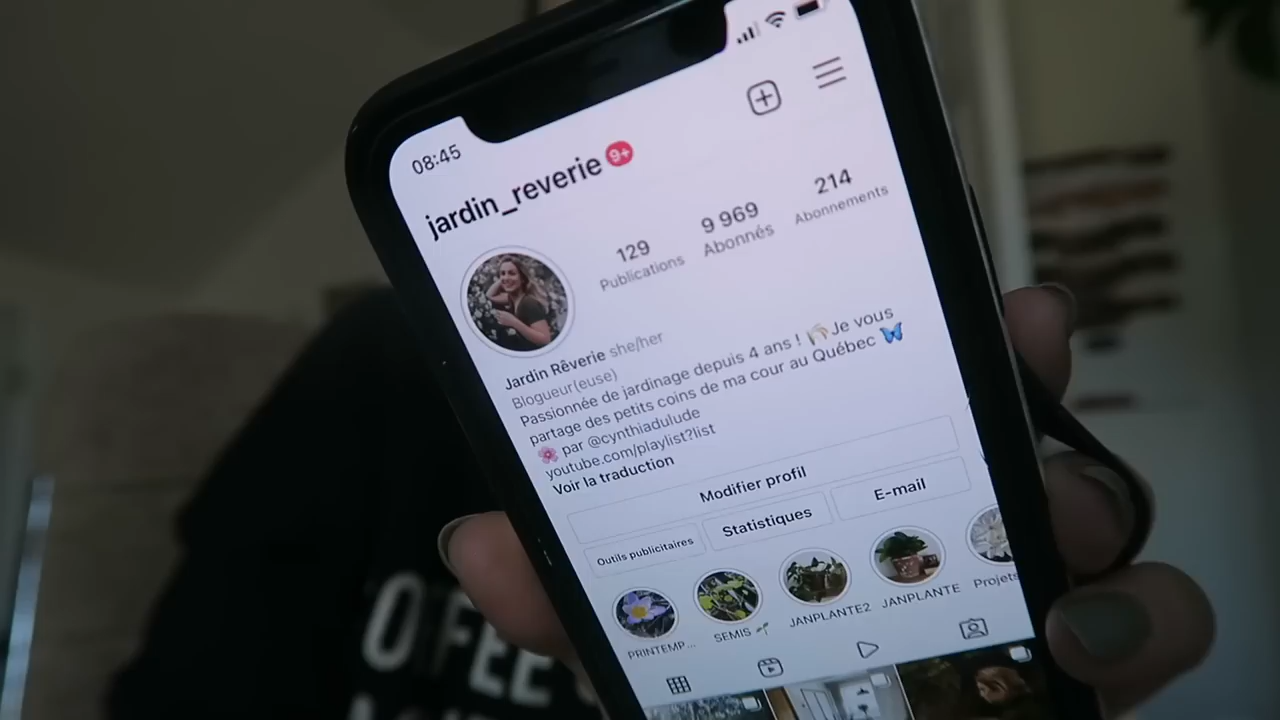 08:45
jardin_reverie 9+
129
Publications
9 969
Abonnés
214
Abonnements
Jardin Rêverie she/her
Blogueur(euse)
Passionnée de jardinage depuis 4 ans ! 🌾 Je vous
partage des petits coins de ma cour au Québec 🦋
🌸 par @cynthiadulude
youtube.com/playlist?list
Voir la traduction
Modifier profil
Outils publicitaires
Statistiques
E-mail
PRINTEMP...
SEMIS 🌱
JANPLANTE2
JANPLANTE
Projets